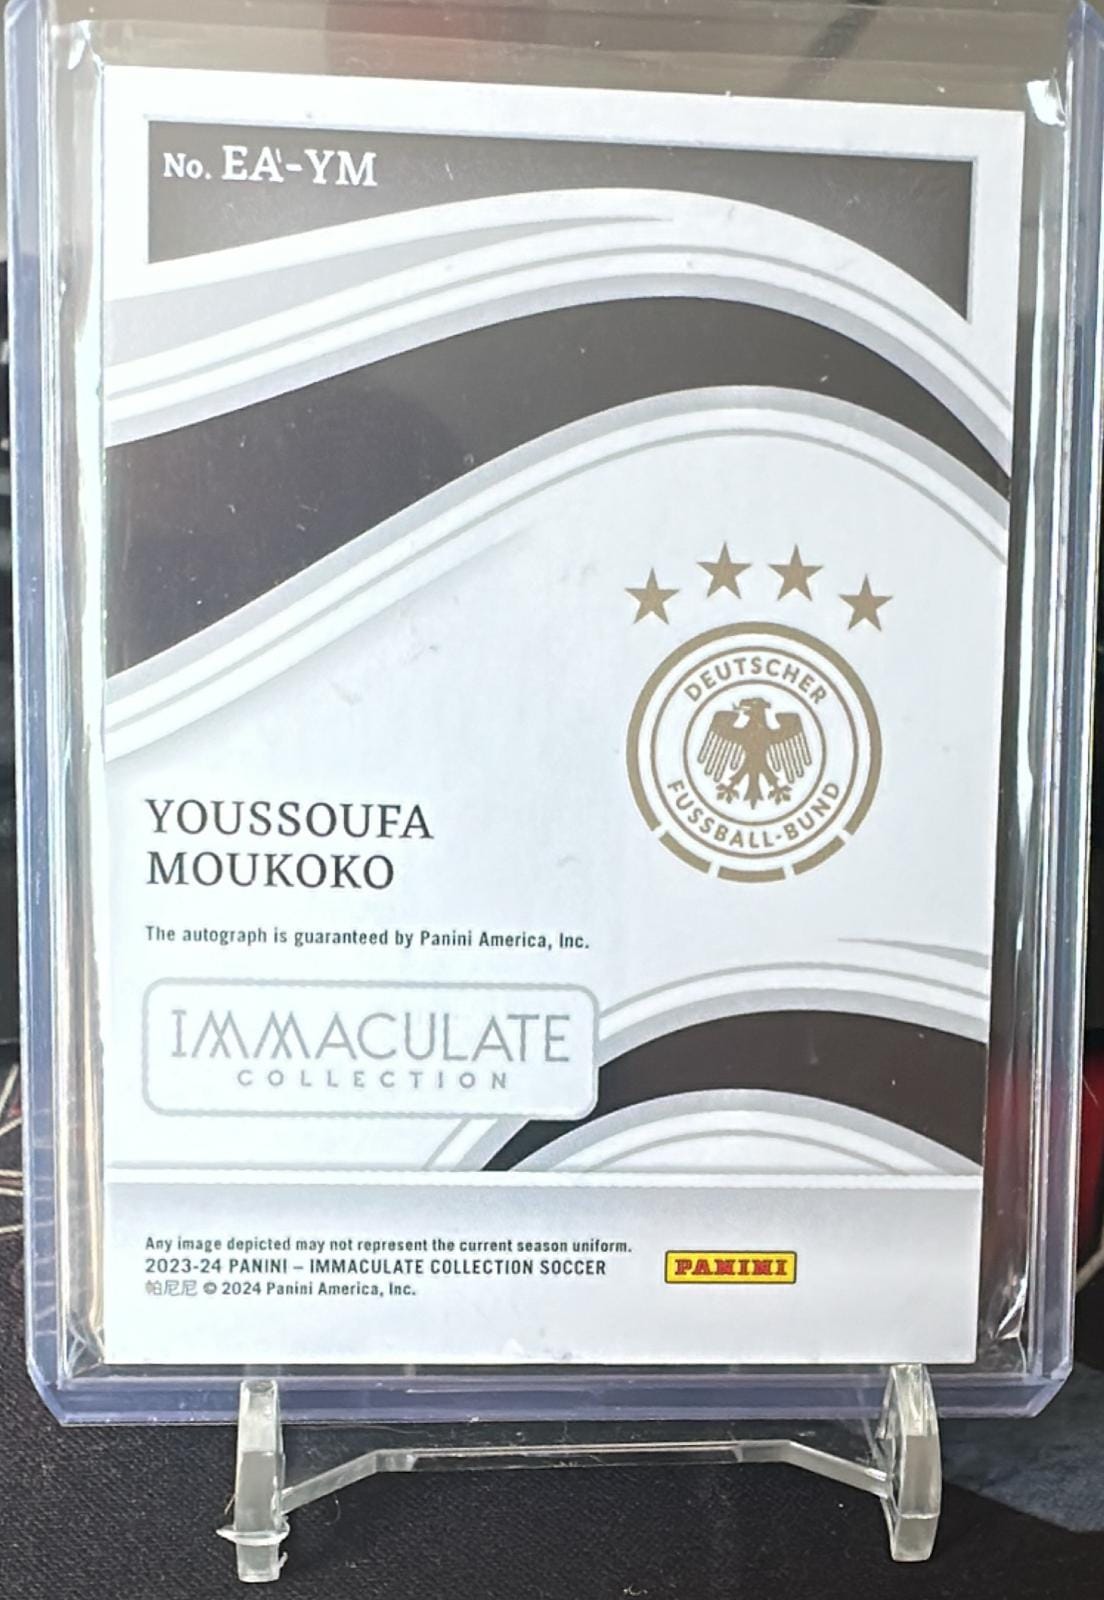 No. EA-YM
DEUTSCHER
FUSSBALL-BUND
YOUSSOUFA
MOUKOKO
The autograph is guaranteed by Panini America, Inc.
IMMACULATE
COLLECTION
Any image depicted may not represent the current season uniform.
2023-24 PANINI – IMMACULATE COLLECTION SOCCER
帕尼尼 © 2024 Panini America, Inc.
PANINI